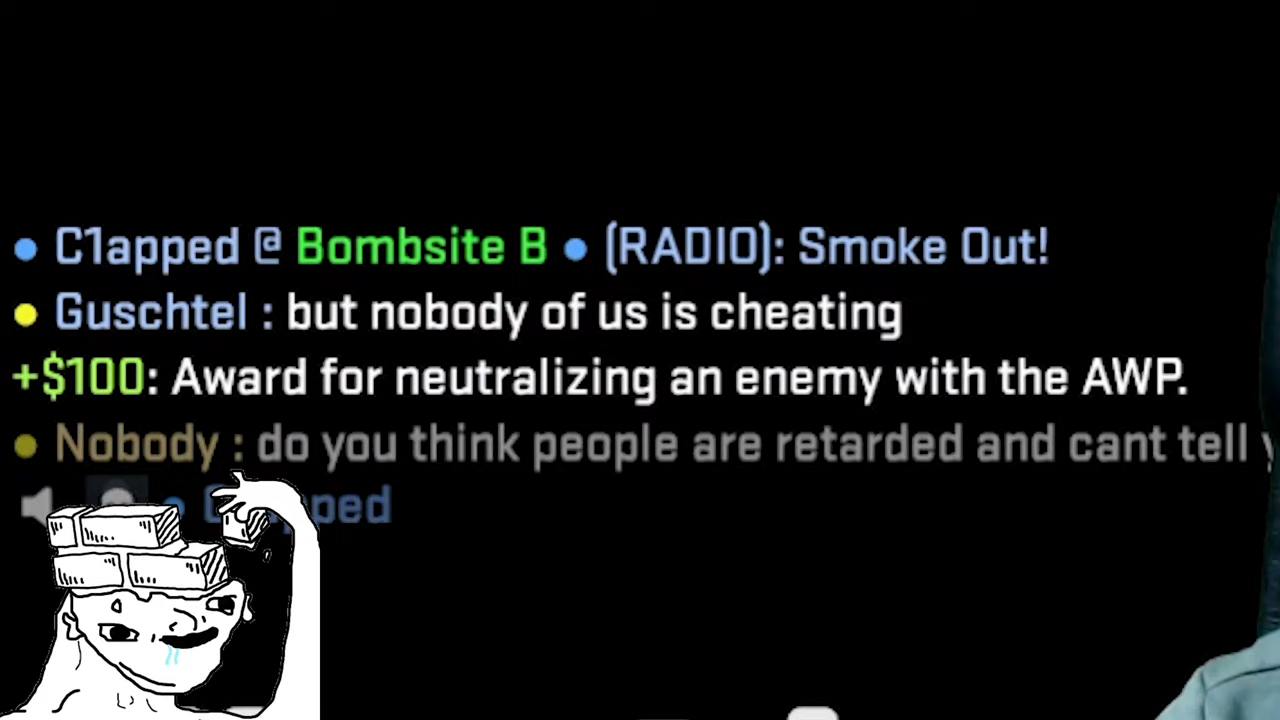 C1apped @ Bombsite B (RADIO): Smoke Out!
Guschtel : but nobody of us is cheating
+$100: Award for neutralizing an enemy with the AWP.
Nobody : do you think people are retarded and cant tell